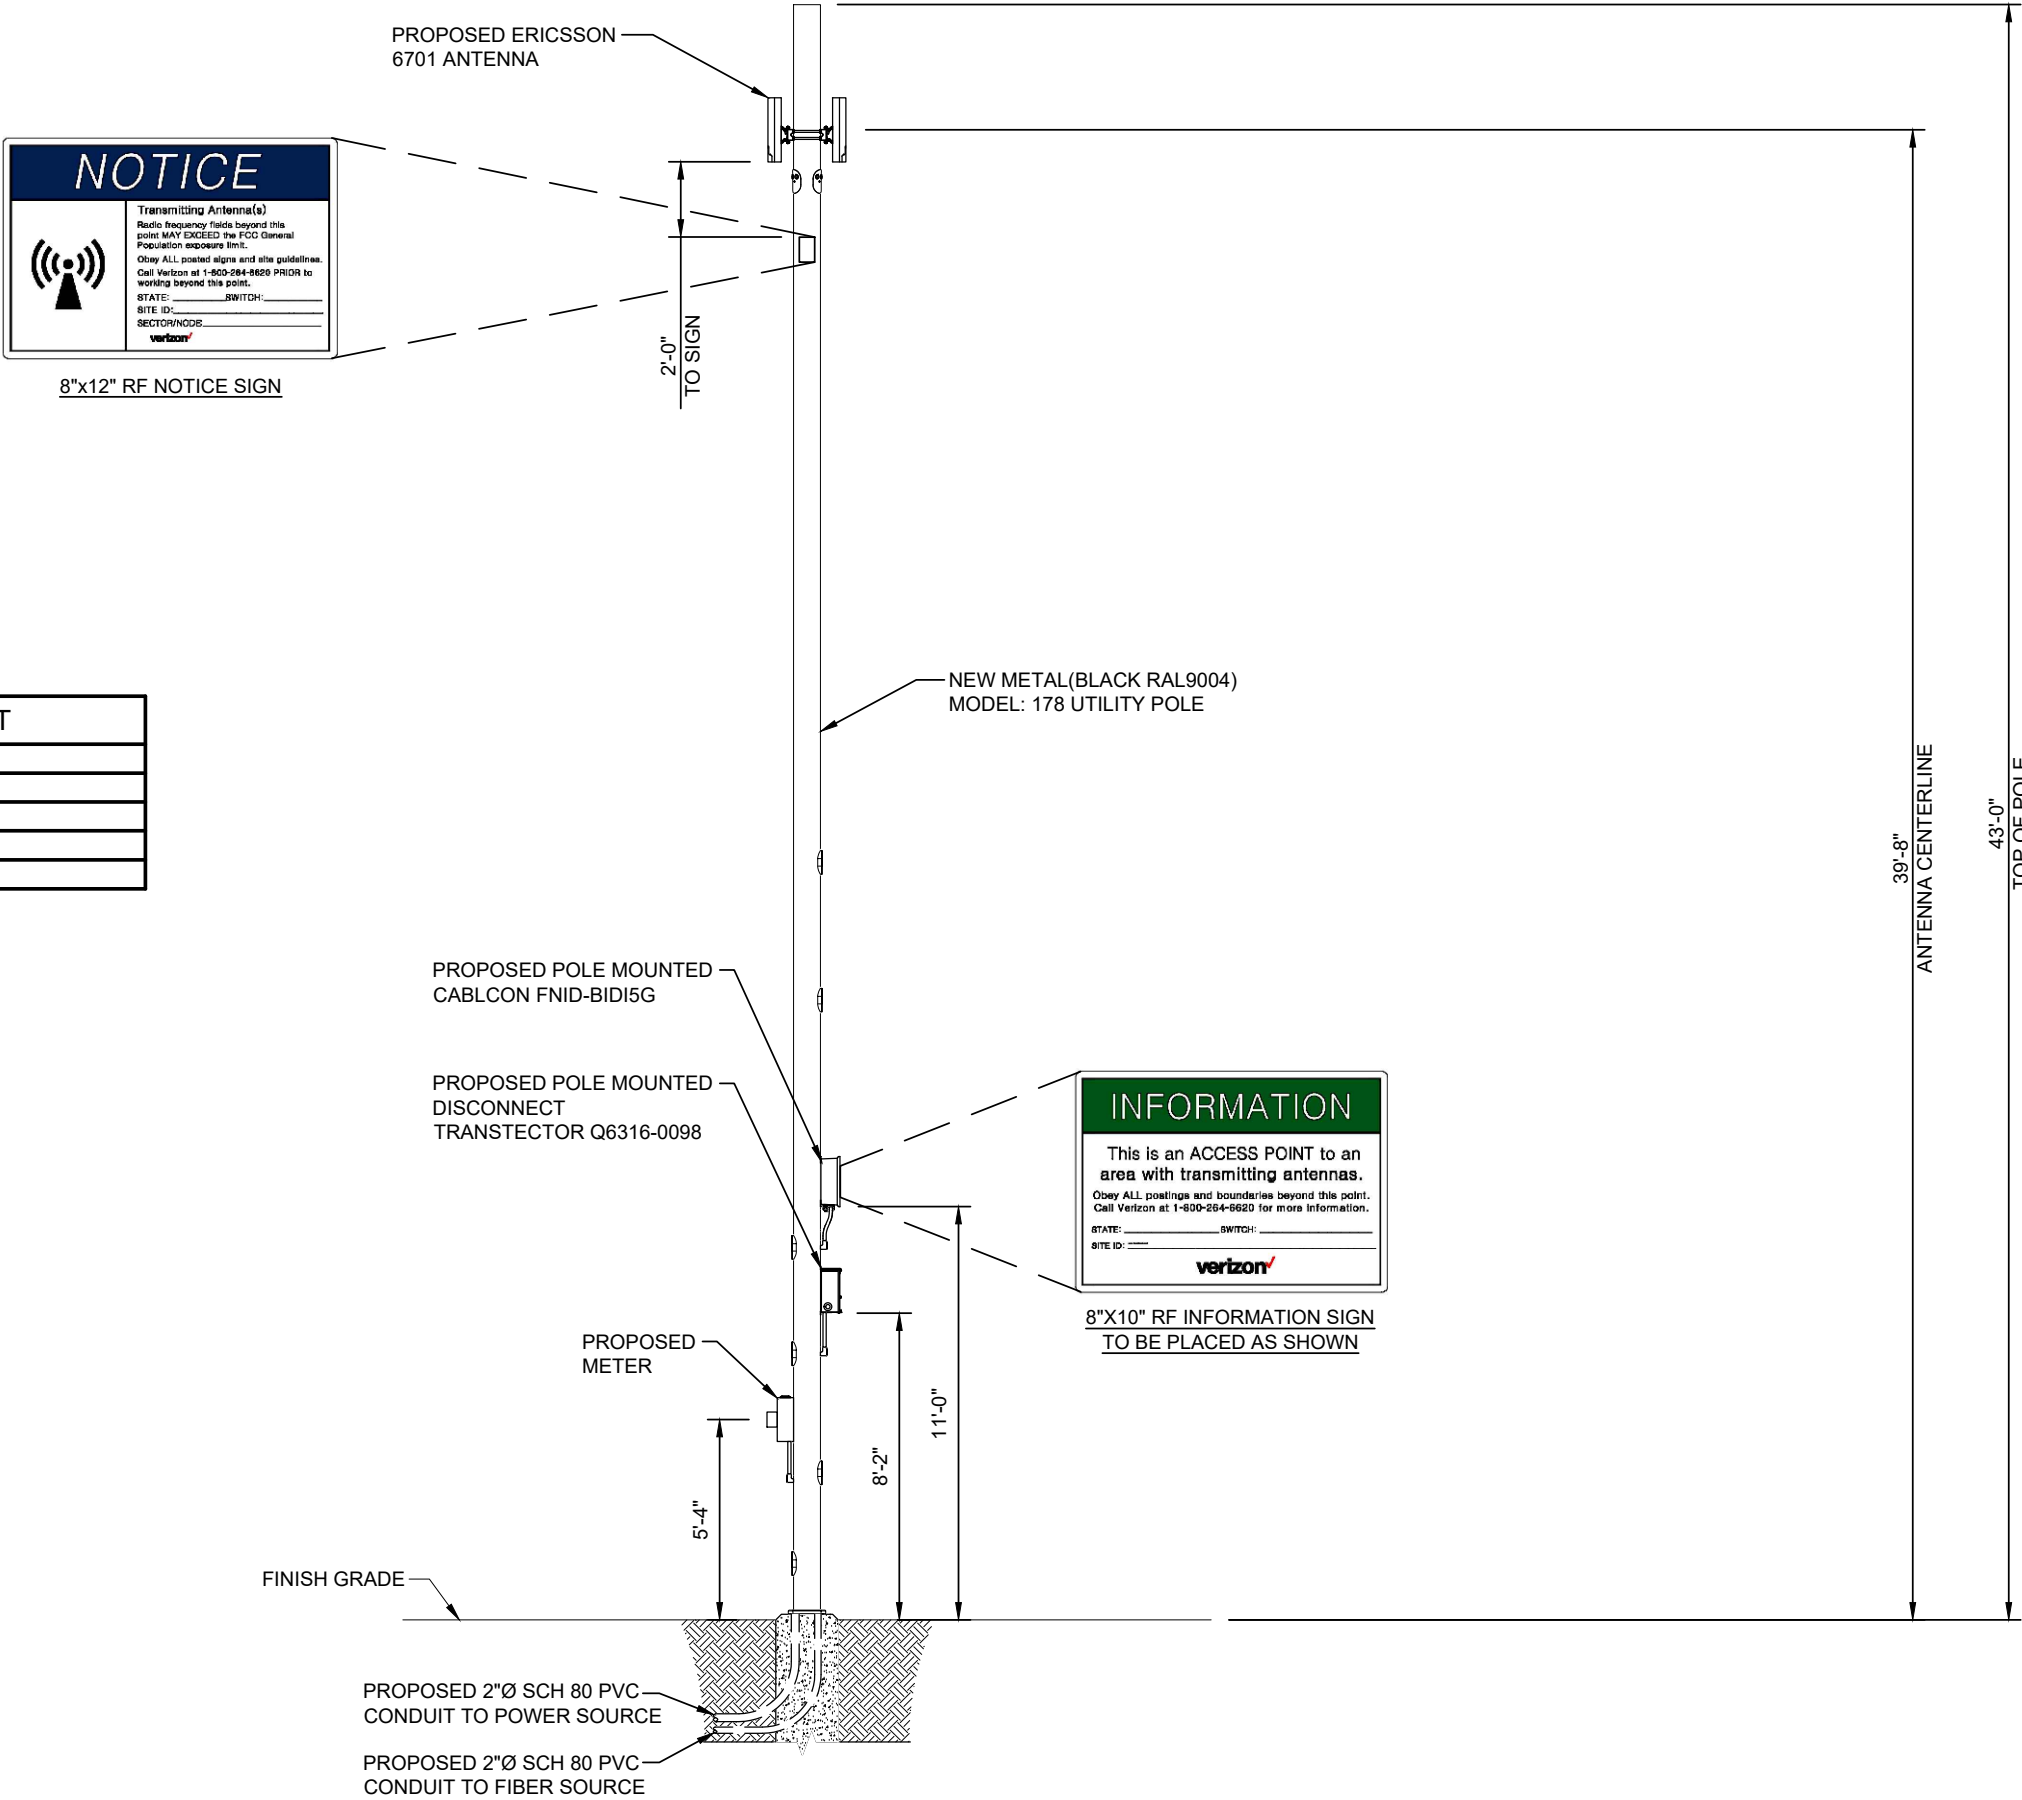 PROPOSED ERICSSON
6701 ANTENNA
NOTICE
Transmitting Antenna(s)
Radio frequency fields beyond this
point MAY EXCEED the FCC General
Population exposure limit.
Obey ALL posted signs and site guidelines.
Call Verizon at 1-800-264-6620 PRIOR to
working beyond this point.
STATE: SWITCH:
SITE ID:
SECTOR/NODE
verizon
8"x12" RF NOTICE SIGN
2'-0"
TO SIGN
NEW METAL(BLACK RAL9004)
MODEL: 178 UTILITY POLE
T
39'-8"
ANTENNA CENTERLINE
43'-0"
TOP OF POLE
PROPOSED POLE MOUNTED
CABLCON FNID-BIDI5G
PROPOSED POLE MOUNTED
DISCONNECT
TRANSTECTOR Q6316-0098
INFORMATION
This is an ACCESS POINT to an
area with transmitting antennas.
Obey ALL postings and boundaries beyond this point.
Call Verizon at 1-800-264-6620 for more information.
STATE: SWITCH:
SITE ID:
verizon
8"X10" RF INFORMATION SIGN
TO BE PLACED AS SHOWN
PROPOSED
METER
5'-4"
8'-2"
11'-0"
FINISH GRADE
PROPOSED 2"Ø SCH 80 PVC
CONDUIT TO POWER SOURCE
PROPOSED 2"Ø SCH 80 PVC
CONDUIT TO FIBER SOURCE